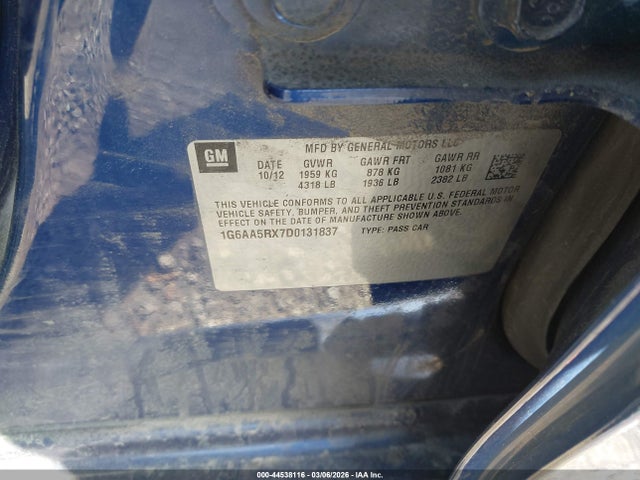 GM
MFD BY GENERAL MOTORS LLC
DATE GVWR GAWR FRT GAWR RR
10/12 1959 KG 878 KG 1081 KG
4318 LB 1936 LB 2382 LB
THIS VEHICLE CONFORMS TO ALL APPLICABLE U.S. FEDERAL MOTOR
VEHICLE SAFETY, BUMPER, AND THEFT PREVENTION STANDARDS IN
EFFECT ON THE DATE OF MANUFACTURE SHOWN ABOVE.
1G6AA5RX7D0131837 TYPE: PASS CAR
000-44538116 - 03/06/2026 - IAA Inc.